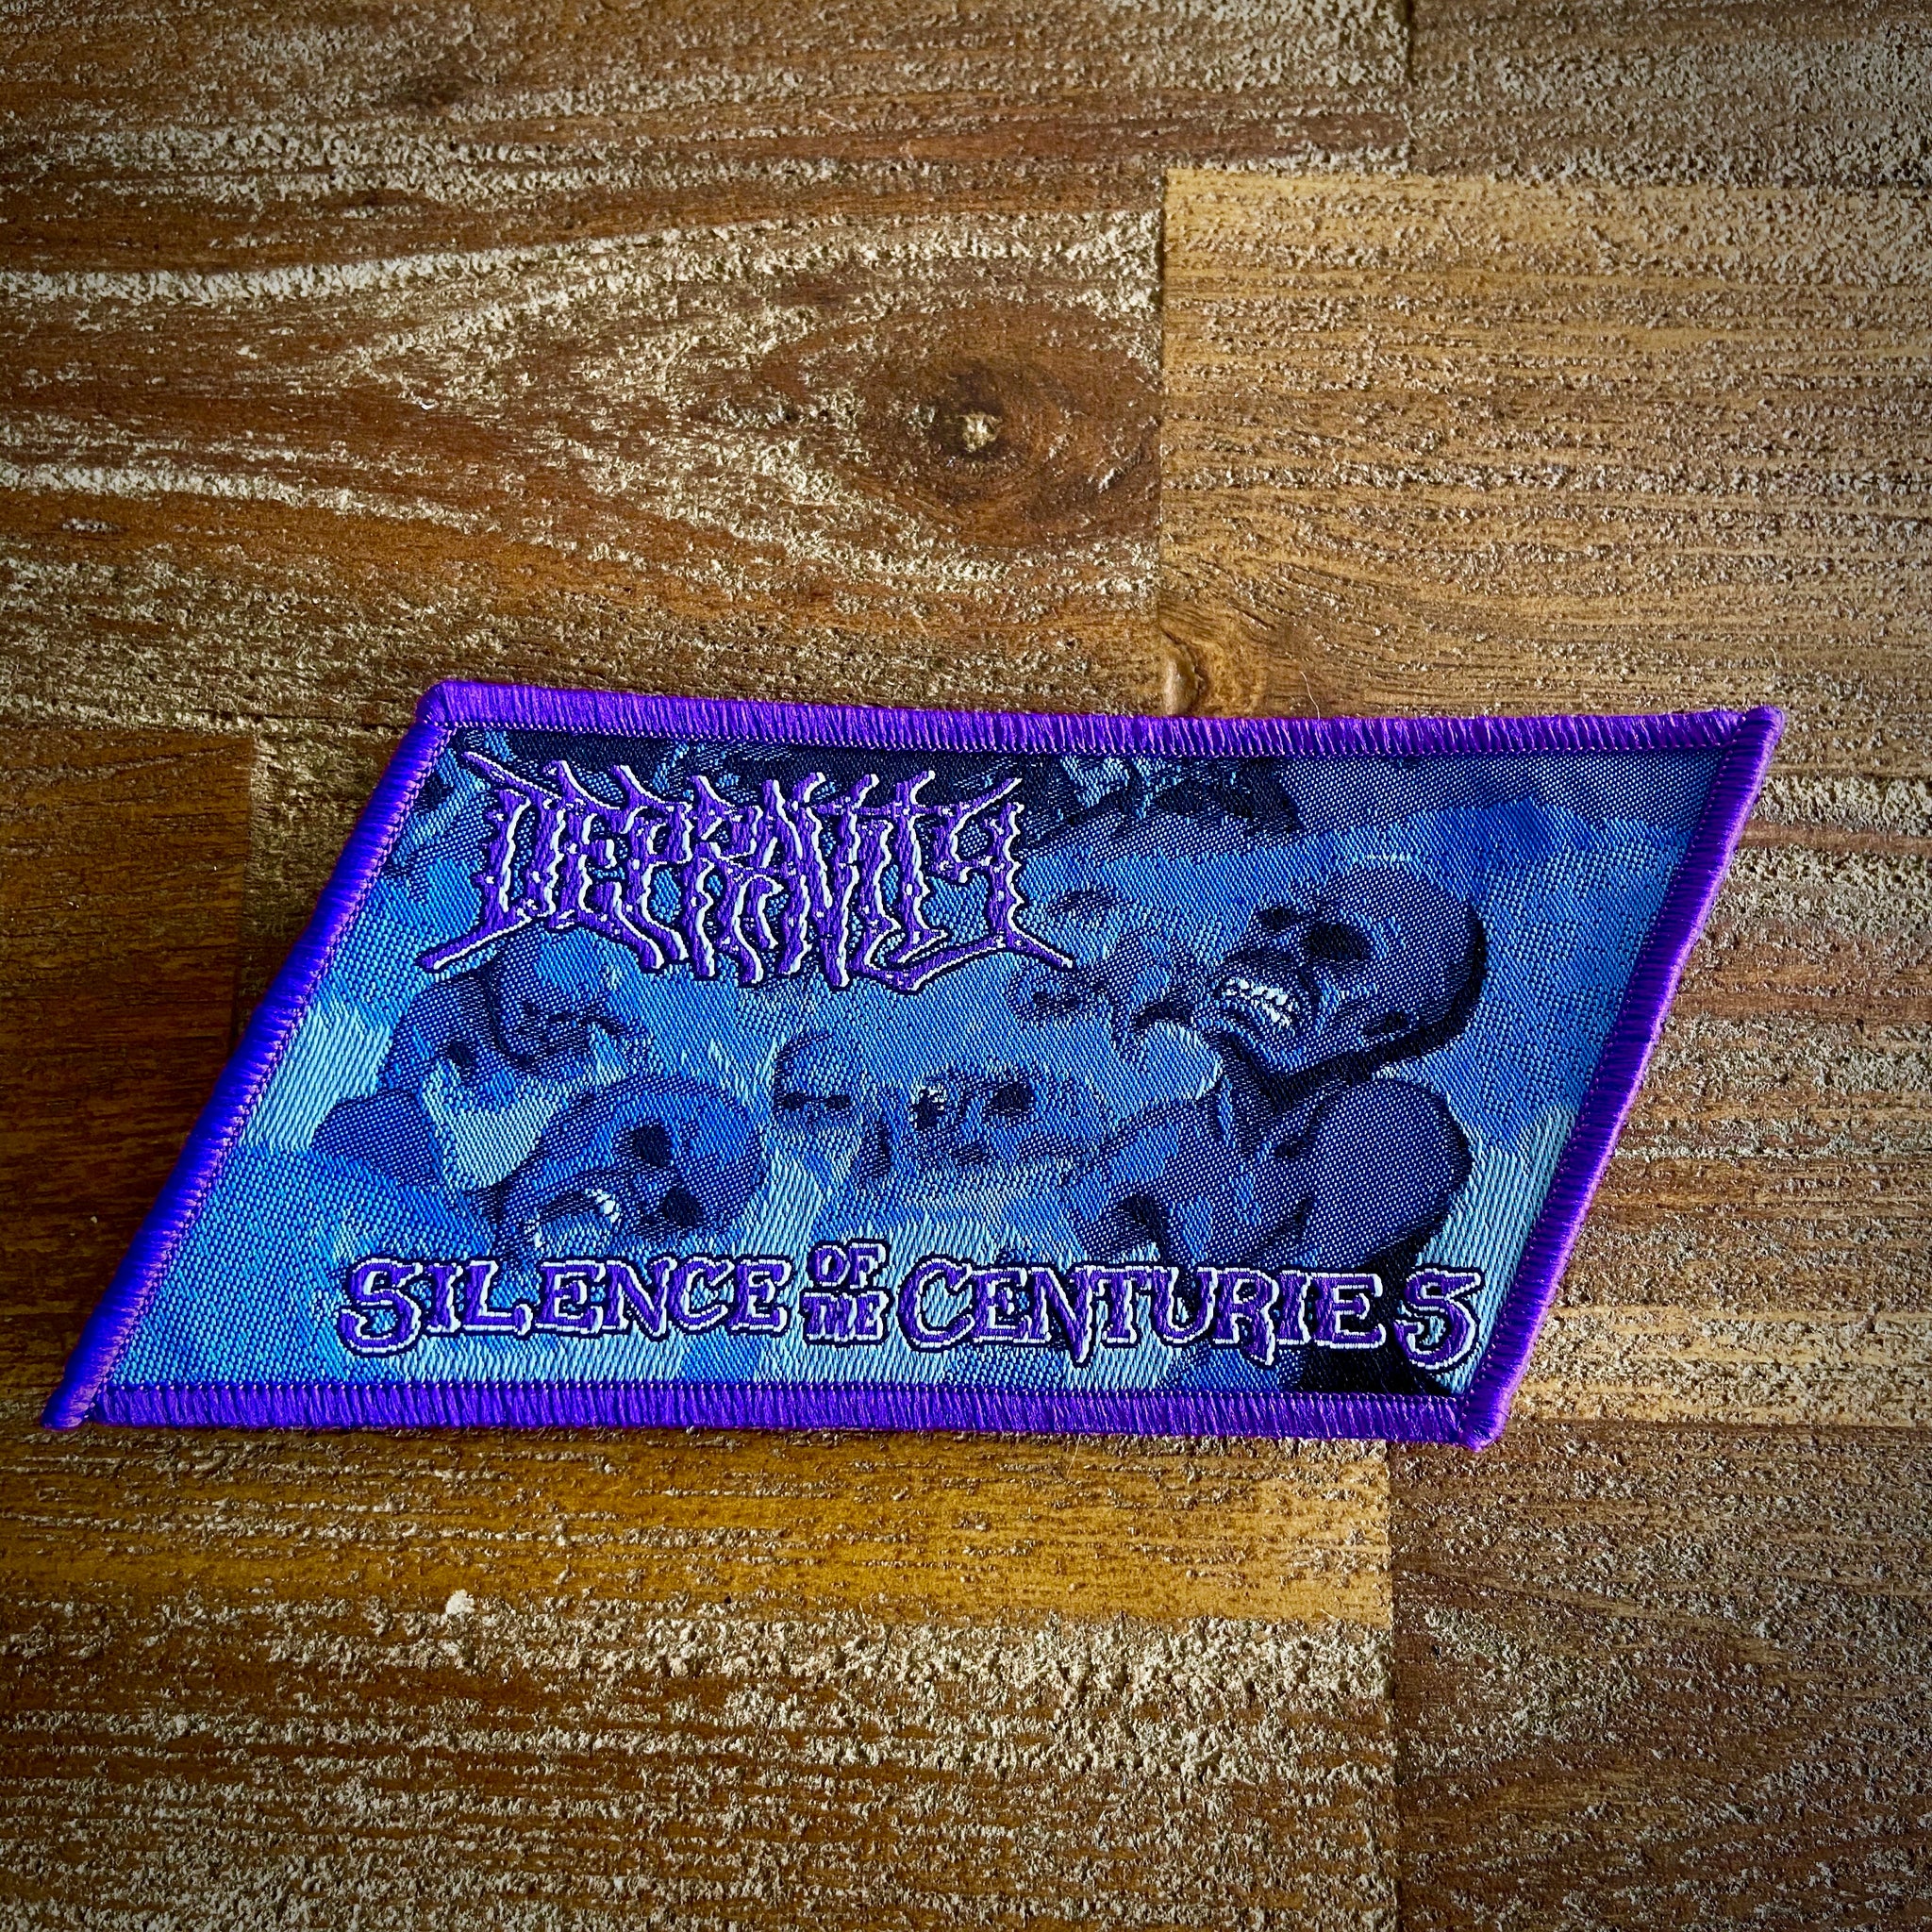 DEPRAVITY
SILENCE OF THE CENTURIES